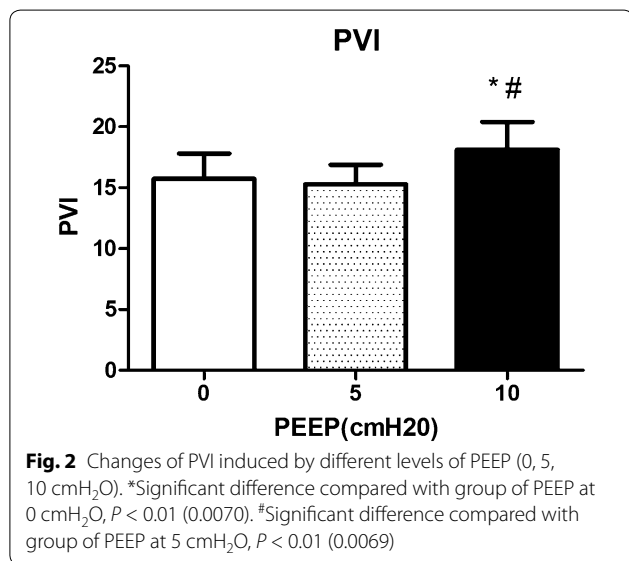 PVI
25
* #
20
15
PVI
10
5
0
0 5 10
PEEP(cmH20)
Fig. 2 Changes of PVI induced by different levels of PEEP (0, 5,
10 cmH₂O). *Significant difference compared with group of PEEP at
0 cmH₂O, P < 0.01 (0.0070). #Significant difference compared with
group of PEEP at 5 cmH₂O, P < 0.01 (0.0069)